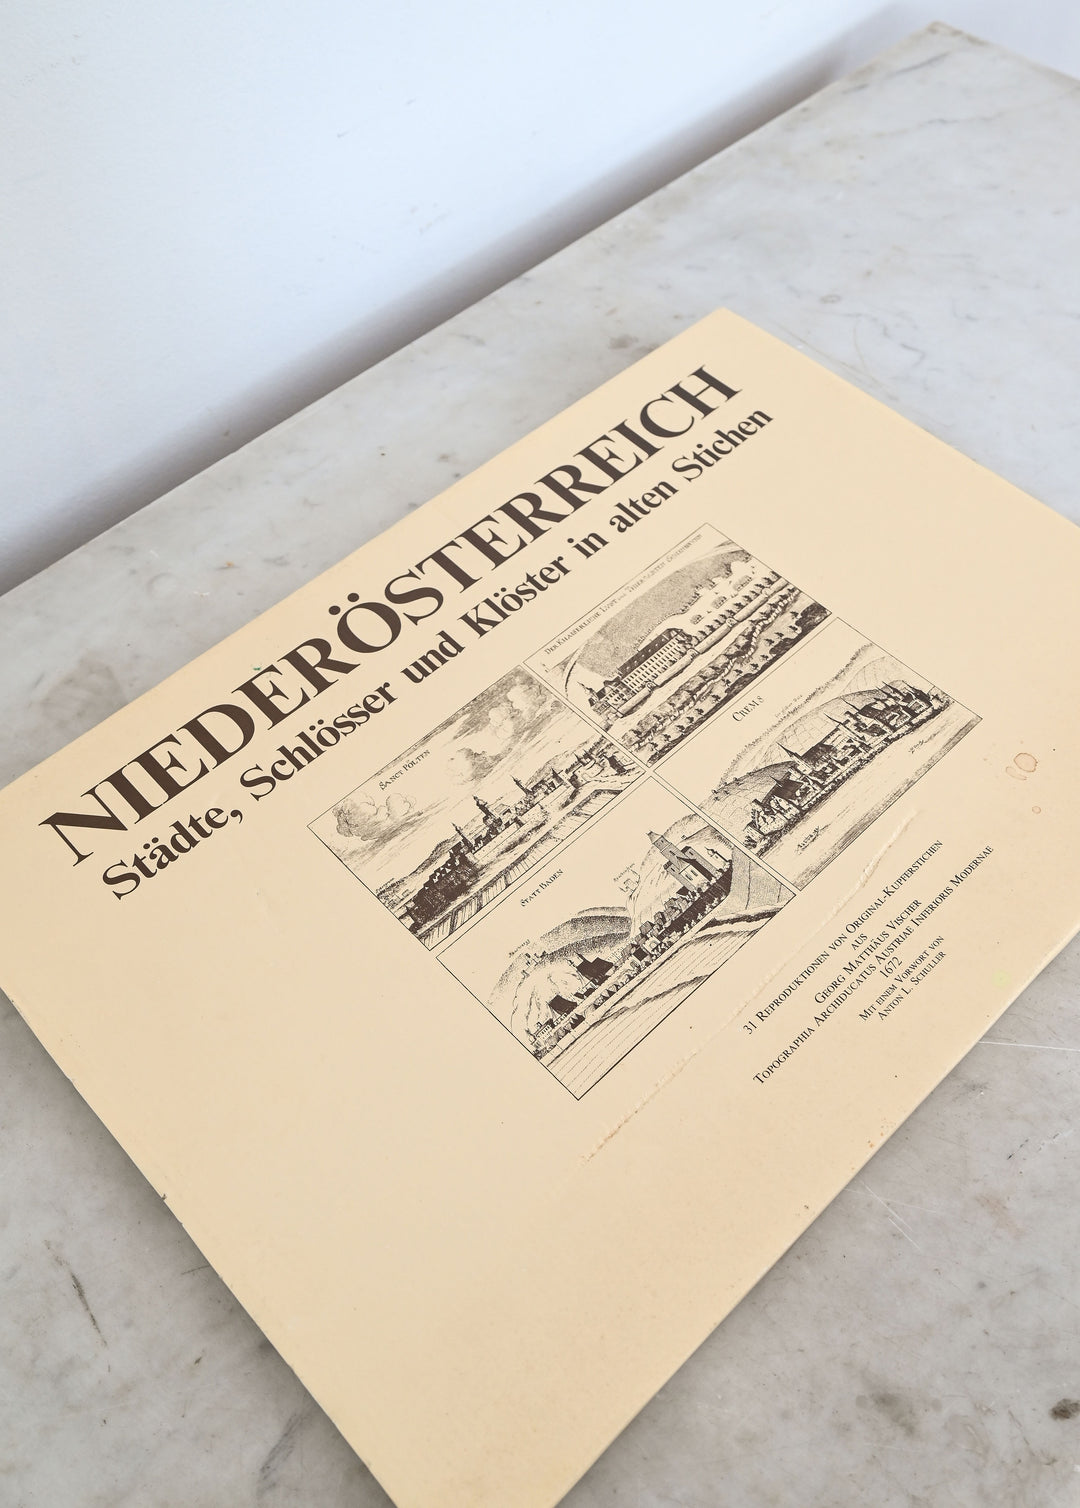 NIEDERÖSTERREICH
Städte, Schlösser und Klöster in alten Stichen
SANCT PÖLTEN
CREMS
STATT BADEN
31 REPRODUKTIONEN VON ORIGINAL-KUPFERSTICHEN
AUS
GEORG MATTHÄUS VISCHER
TOPOGRAPHIA ARCHIDUCATUS AUSTRIAE INFERIORIS MODERNAE
1672
MIT EINEM VORWORT VON
ANTON L. SCHULLER